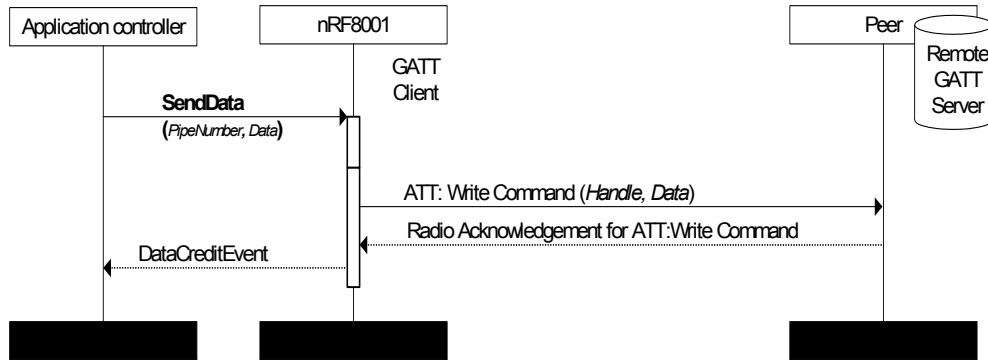 Application controller
nRF8001
Peer
GATT
Client
Remote
GATT
Server
SendData
(PipeNumber, Data)
ATT: Write Command (Handle, Data)
Radio Acknowledgement for ATT:Write Command
DataCreditEvent